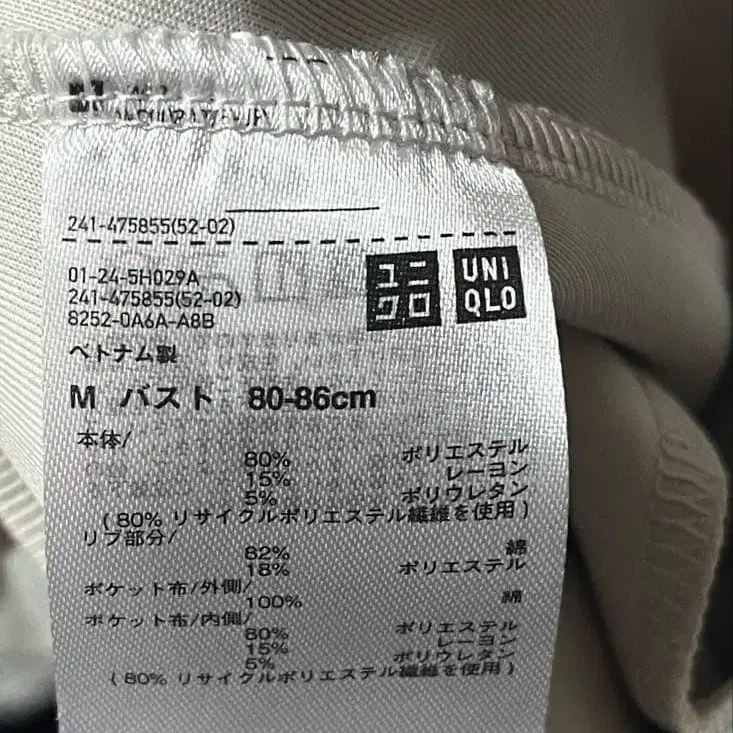 241-475855(52-02)
ユニ
クロ
UNI
QLO
01-24-5H029A
241-475855(52-02)
8252-0A6A-A8B
ベトナム製
M バスト 80-86cm
本体/
80% ポリエステル
15% レーヨン
5% ポリウレタン
(80% リサイクルポリエステル繊維を使用)
リブ部分/
82% 綿
18% ポリエステル
ポケット布/外側/
100% 綿
ポケット布/内側/
80% ポリエステル
15% レーヨン
5% ポリウレタン
(80% リサイクルポリエステル繊維を使用)